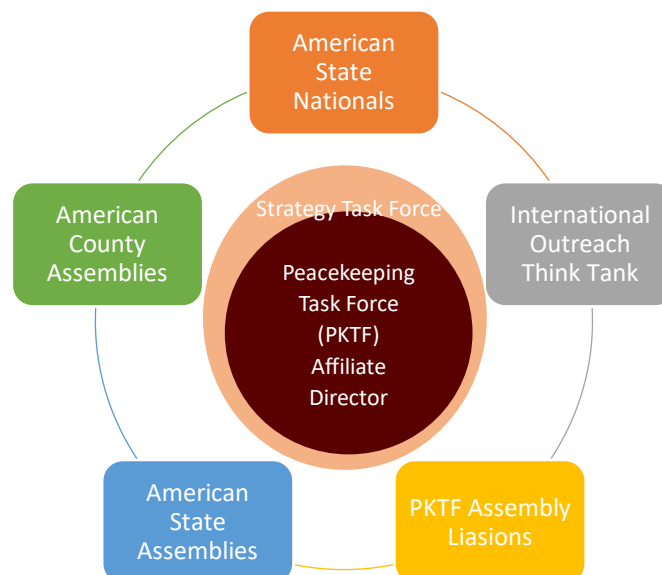 American
State
Nationals
American
County
Assemblies
Strategy Task Force
International
Outreach
Think Tank
Peacekeeping
Task Force
(PKTF)
Affiliate
Director
American
State
Assemblies
PKTF Assembly
Liasions